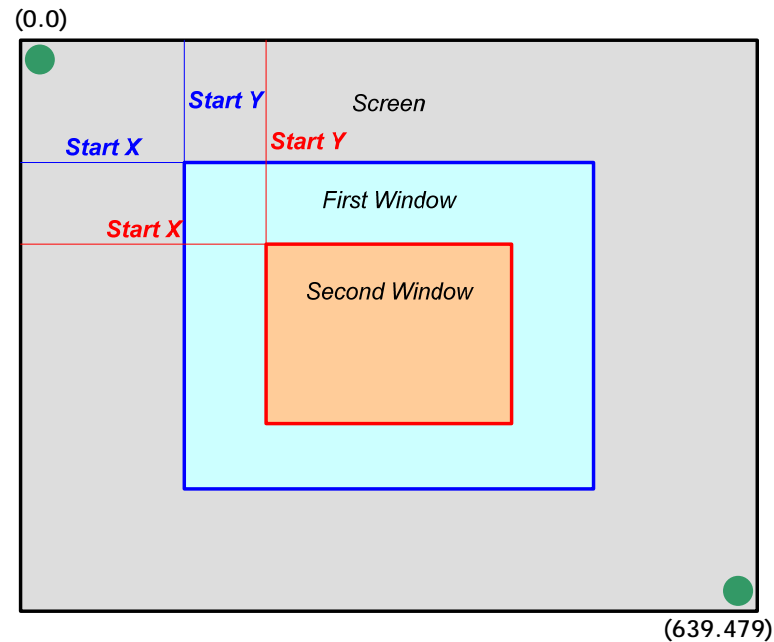 (0.0)
Start Y
Screen
Start X
Start Y
First Window
Start X
Second Window
(639.479)